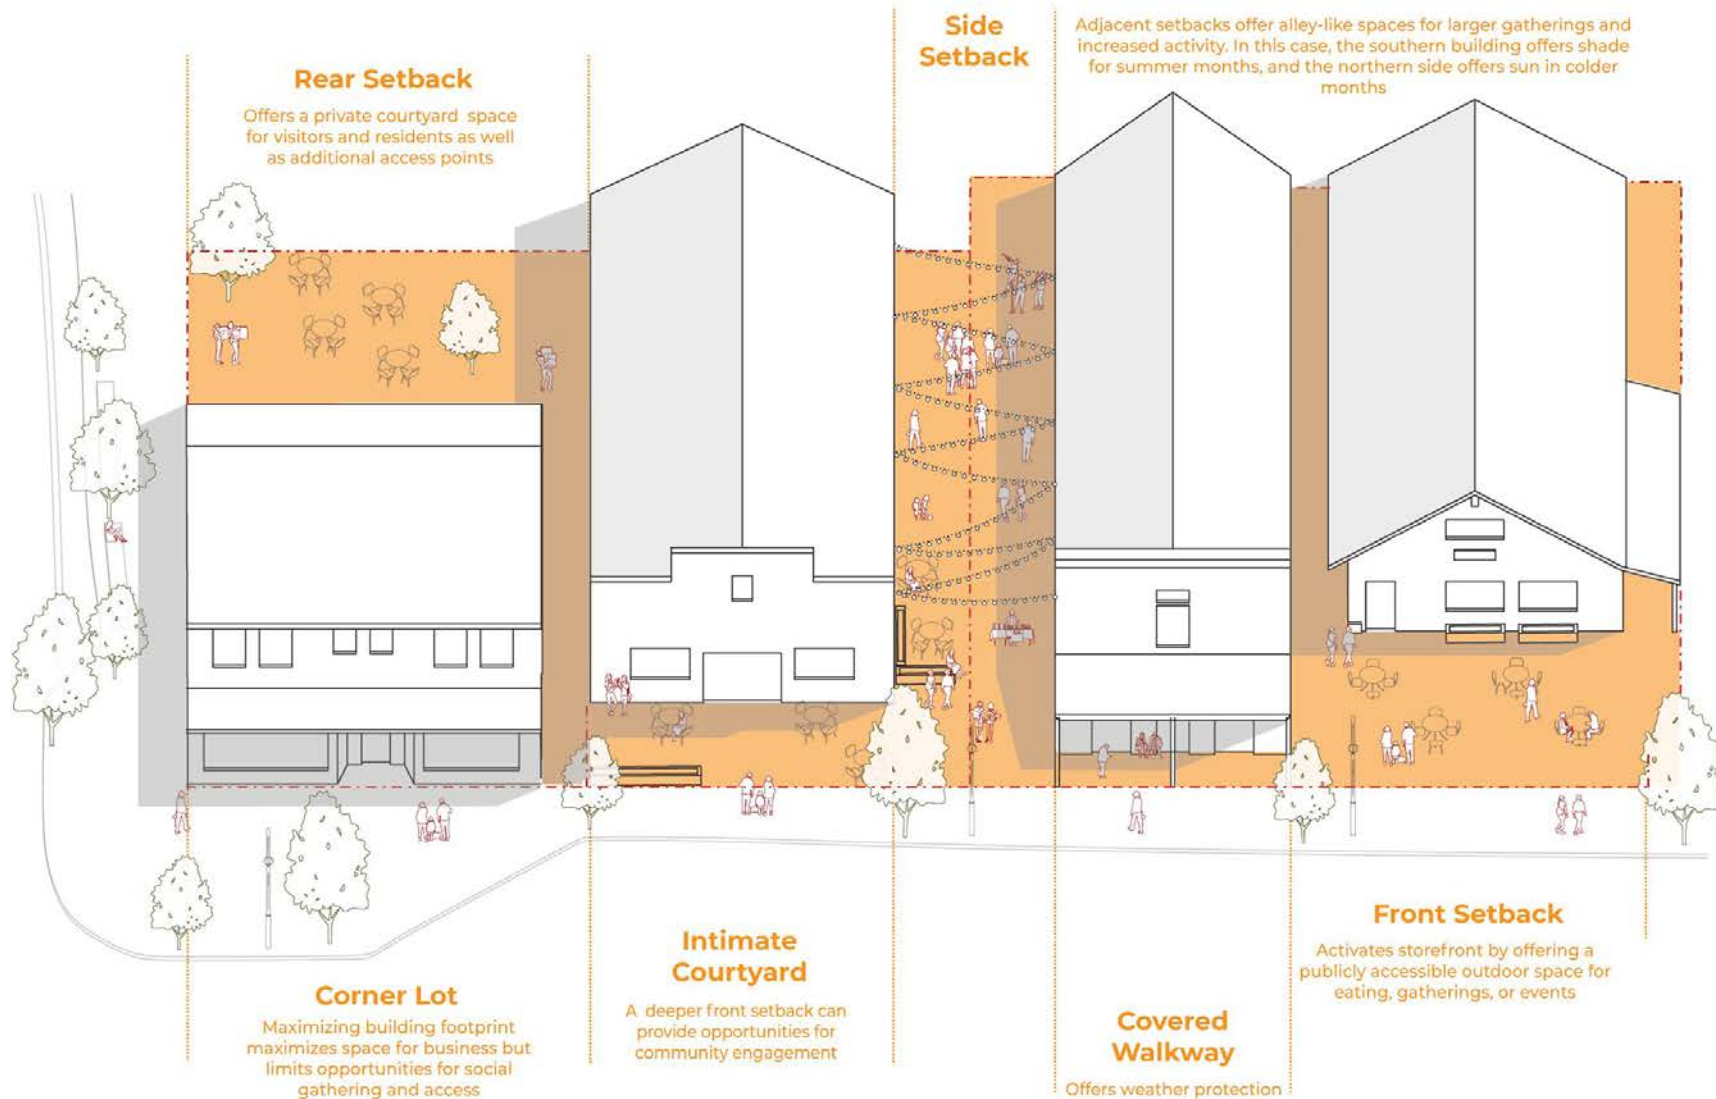 Rear Setback
Offers a private courtyard space
for visitors and residents as well
as additional access points
Side
Setback
Adjacent setbacks offer alley-like spaces for larger gatherings and
increased activity. In this case, the southern building offers shade
for summer months, and the northern side offers sun in colder
months
Corner Lot
Maximizing building footprint
maximizes space for business but
limits opportunities for social
gathering and access
Intimate
Courtyard
A deeper front setback can
provide opportunities for
community engagement
Covered
Walkway
Offers weather protection
Front Setback
Activates storefront by offering a
publicly accessible outdoor space for
eating, gatherings, or events